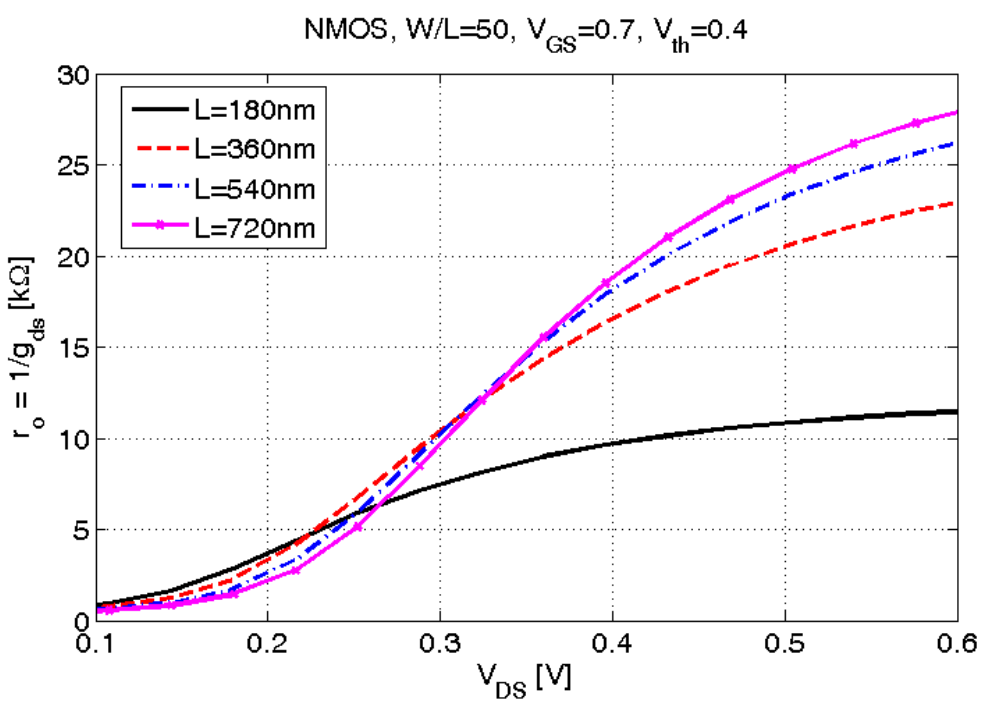 NMOS, W/L=50, V_GS=0.7, V_th=0.4
30
25
20
15
10
5
0
L=180nm
L=360nm
L=540nm
L=720nm
r_o = 1/g_ds [kΩ]
0.1 0.2 0.3 0.4 0.5 0.6
V_DS [V]